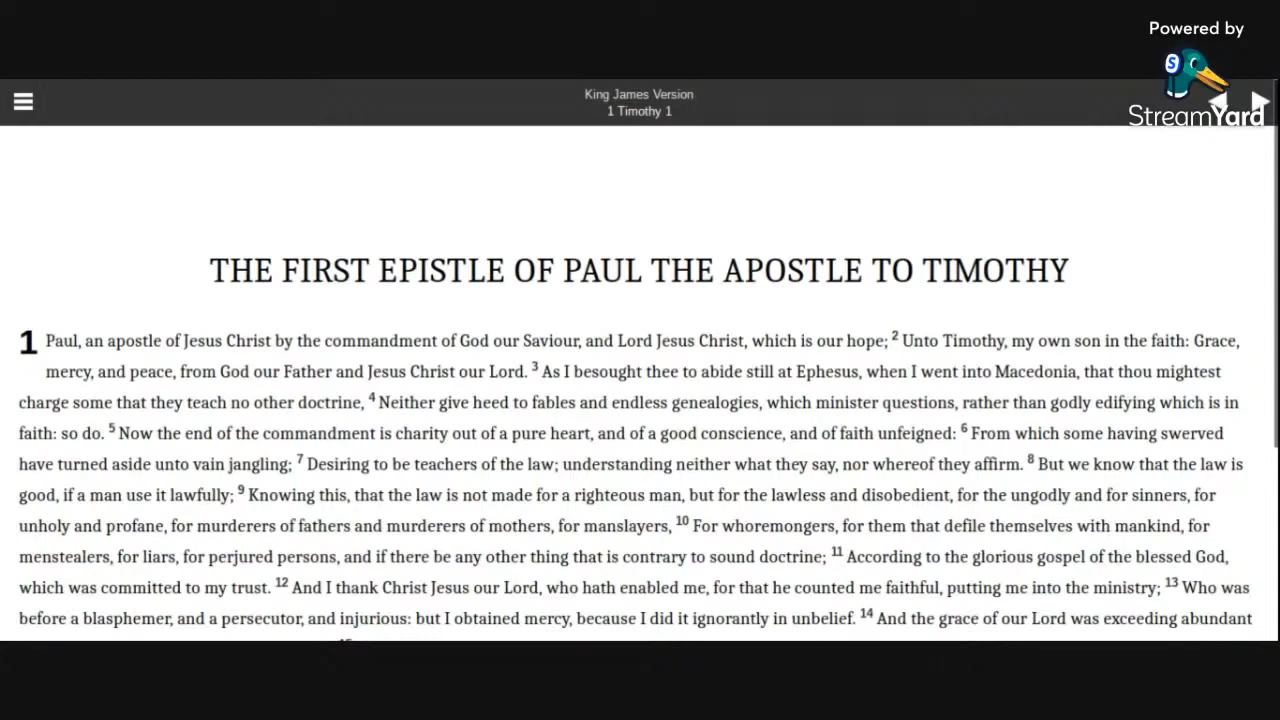 Powered by
S
StreamYard
King James Version
1 Timothy 1
THE FIRST EPISTLE OF PAUL THE APOSTLE TO TIMOTHY
1 Paul, an apostle of Jesus Christ by the commandment of God our Saviour, and Lord Jesus Christ, which is our hope; 2 Unto Timothy, my own son in the faith: Grace,
mercy, and peace, from God our Father and Jesus Christ our Lord. 3 As I besought thee to abide still at Ephesus, when I went into Macedonia, that thou mightest
charge some that they teach no other doctrine, 4 Neither give heed to fables and endless genealogies, which minister questions, rather than godly edifying which is in
faith: so do. 5 Now the end of the commandment is charity out of a pure heart, and of a good conscience, and of faith unfeigned: 6 From which some having swerved
have turned aside unto vain jangling; 7 Desiring to be teachers of the law; understanding neither what they say, nor whereof they affirm. 8 But we know that the law is
good, if a man use it lawfully; 9 Knowing this, that the law is not made for a righteous man, but for the lawless and disobedient, for the ungodly and for sinners, for
unholy and profane, for murderers of fathers and murderers of mothers, for manslayers, 10 For whoremongers, for them that defile themselves with mankind, for
menstealers, for liars, for perjured persons, and if there be any other thing that is contrary to sound doctrine; 11 According to the glorious gospel of the blessed God,
which was committed to my trust. 12 And I thank Christ Jesus our Lord, who hath enabled me, for that he counted me faithful, putting me into the ministry; 13 Who was
before a blasphemer, and a persecutor, and injurious: but I obtained mercy, because I did it ignorantly in unbelief. 14 And the grace of our Lord was exceeding abundant